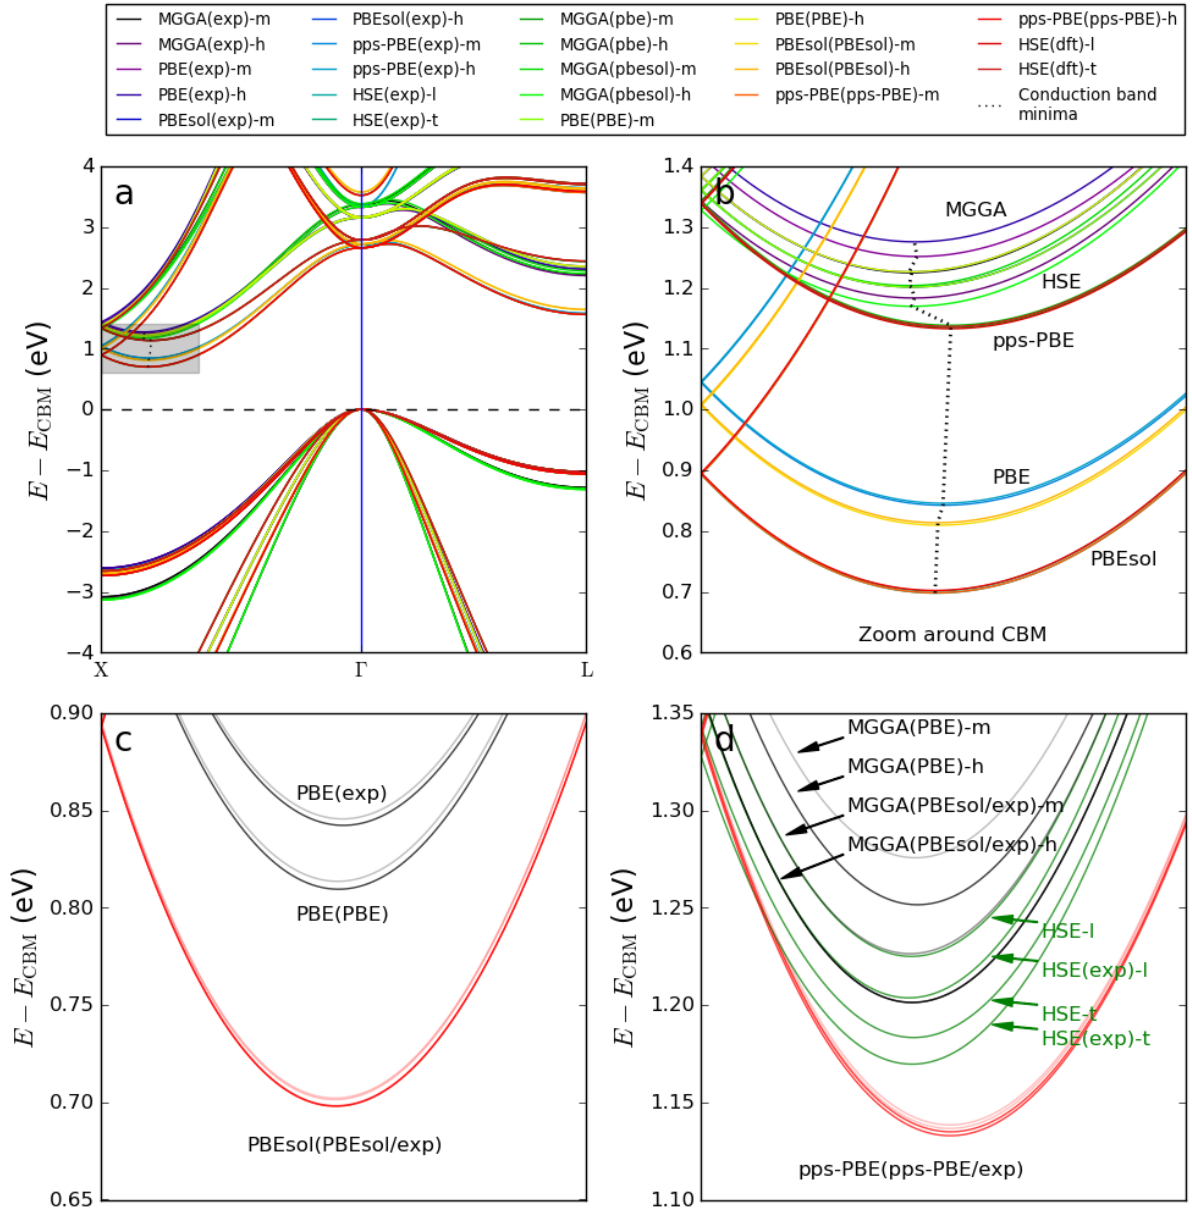 MGGA(exp)-m
MGGA(exp)-h
PBE(exp)-m
PBE(exp)-h
PBEsol(exp)-m
PBEsol(exp)-h
pps-PBE(exp)-m
pps-PBE(exp)-h
HSE(exp)-l
HSE(exp)-t
MGGA(pbe)-m
MGGA(pbe)-h
MGGA(pbesol)-m
MGGA(pbesol)-h
PBE(PBE)-m
PBE(PBE)-h
PBEsol(PBEsol)-m
PBEsol(PBEsol)-h
pps-PBE(pps-PBE)-m
pps-PBE(pps-PBE)-h
HSE(dft)-l
HSE(dft)-t
Conduction band
minima
a
4
3
2
1
0
−1
−2
−3
−4
E − E_CBM (eV)
X
Γ
L
b
1.4
1.3
1.2
1.1
1.0
0.9
0.8
0.7
0.6
E − E_CBM (eV)
MGGA
HSE
pps-PBE
PBE
PBEsol
Zoom around CBM
c
0.90
0.85
0.80
0.75
0.70
0.65
E − E_CBM (eV)
PBE(exp)
PBE(PBE)
PBEsol(PBEsol/exp)
d
1.35
1.30
1.25
1.20
1.15
1.10
E − E_CBM (eV)
MGGA(PBE)-m
MGGA(PBE)-h
MGGA(PBEsol/exp)-m
MGGA(PBEsol/exp)-h
HSE-l
HSE(exp)-l
HSE-t
HSE(exp)-t
pps-PBE(pps-PBE/exp)